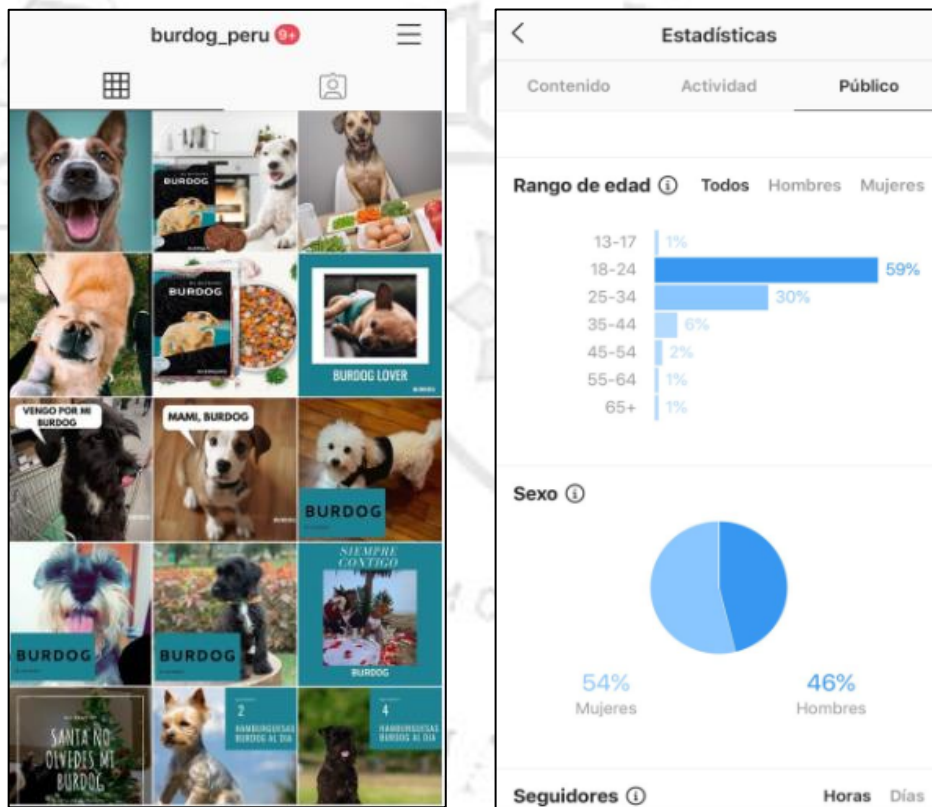 burdog_peru 9+
BURDOG
BURDOG
BURDOG LOVER
VENGO POR MI
BURDOG
MAMI, BURDOG
BURDOG
BURDOG
BURDOG
SIEMPRE
CONTIGO
BURDOG
SANTA NO
OLVIDES MI
BURDOG
2
HAMBURGUESAS
BURDOG AL DIA
4
HAMBURGUESAS
BURDOG AL DIA
Estadísticas
Contenido Actividad Público
Rango de edad Todos Hombres Mujeres
13-17 1%
18-24 59%
25-34 30%
35-44 6%
45-54 2%
55-64 1%
65+ 1%
Sexo
54% 46%
Mujeres Hombres
Seguidores Horas Días